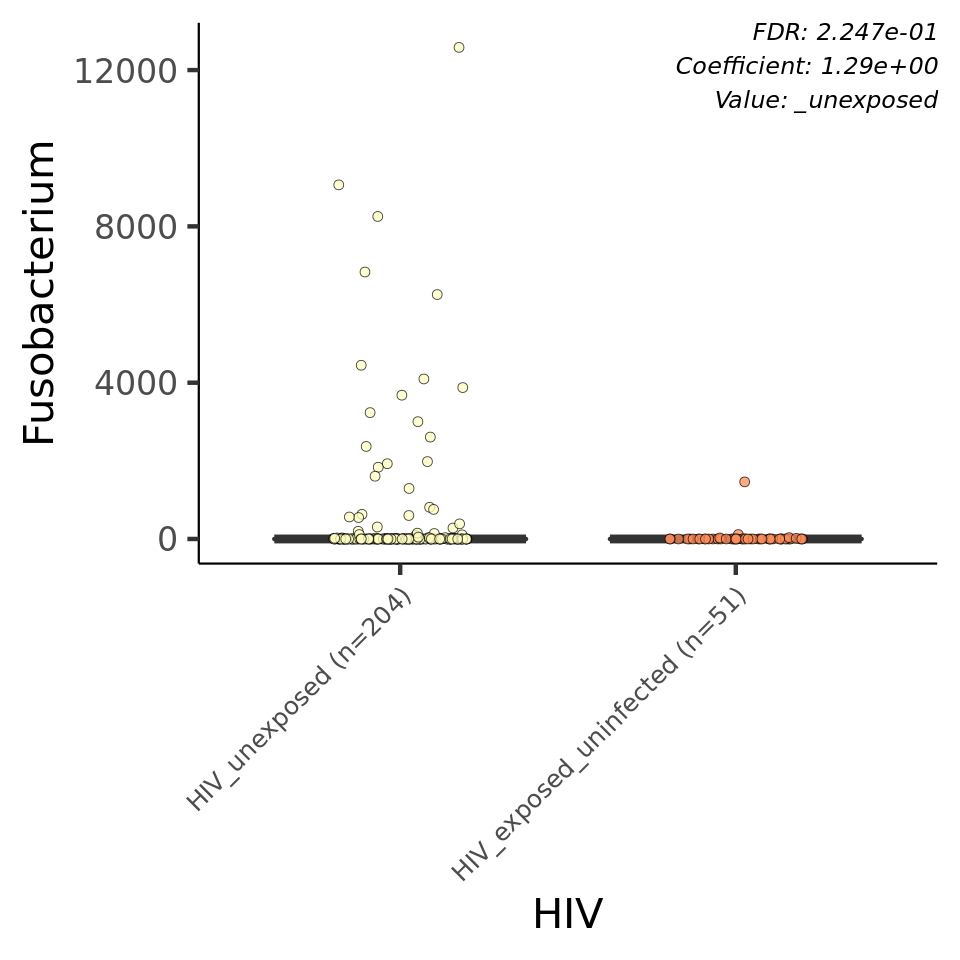 FDR: 2.247e-01
Coefficient: 1.29e+00
Value: _unexposed
Fusobacterium
12000
8000
4000
0
HIV_unexposed (n=204)
HIV_exposed_uninfected (n=51)
HIV